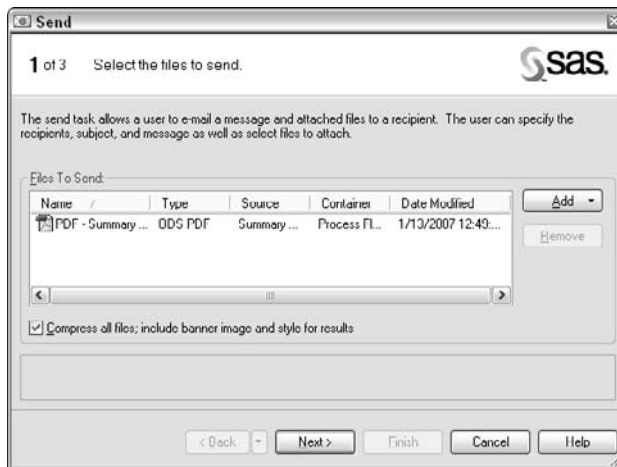 Send
1 of 3 Select the files to send.
sas.
The send task allows a user to e-mail a message and attached files to a recipient. The user can specify the
recipients, subject, and message as well as select files to attach.
Files To Send:
Name Type Source Container Date Modified
PDF - Summary ... ODS PDF Summary ... Process Fl... 1/13/2007 12:49:...
Add
Remove
Compress all files; include banner image and style for results
< Back Next > Finish Cancel Help